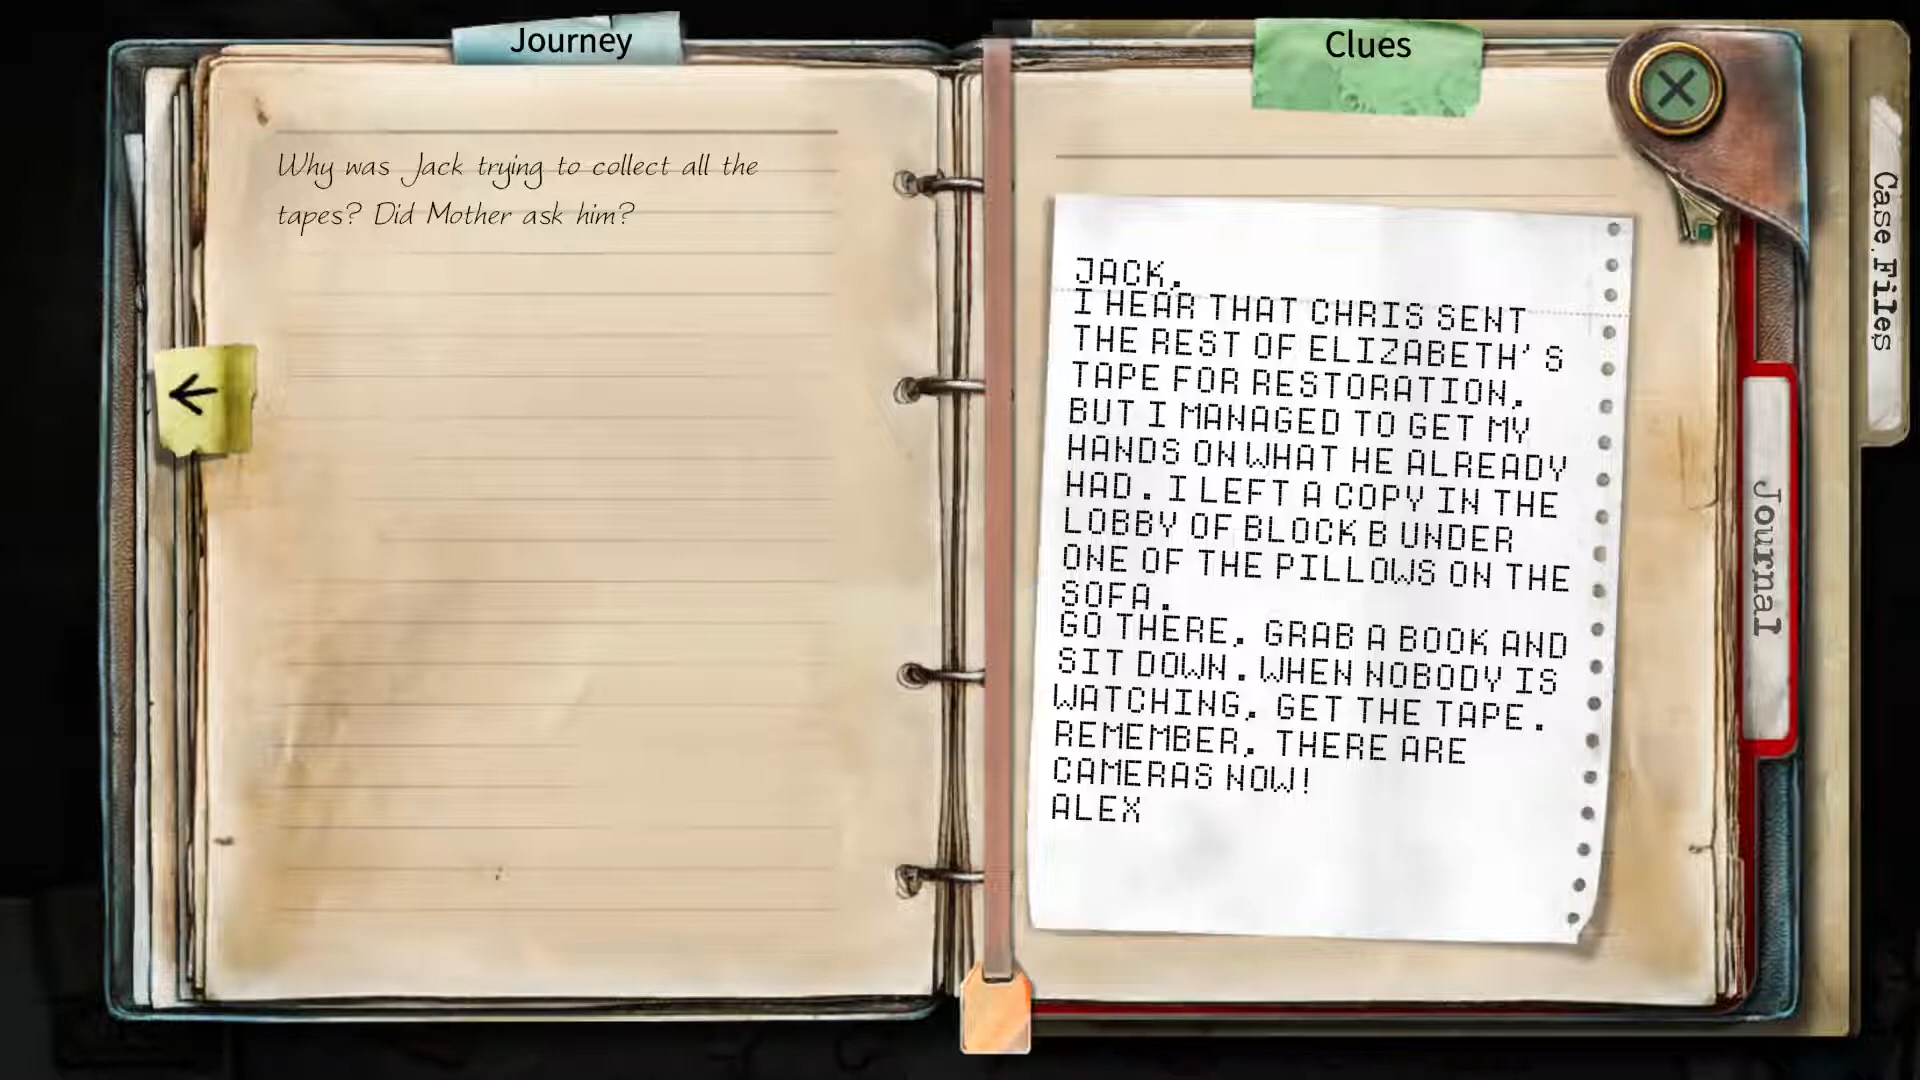 Journey
Why was Jack trying to collect all the
tapes? Did Mother ask him?
Clues
JACK,
I HEAR THAT CHRIS SENT
THE REST OF ELIZABETH'S
TAPE FOR RESTORATION,
BUT I MANAGED TO GET MY
HANDS ON WHAT HE ALREADY
HAD. I LEFT A COPY IN THE
LOBBY OF BLOCK B UNDER
ONE OF THE PILLOWS ON THE
SOFA.
GO THERE, GRAB A BOOK AND
SIT DOWN. WHEN NOBODY IS
WATCHING, GET THE TAPE.
REMEMBER, THERE ARE
CAMERAS NOW!
ALEX
Case Files
Journal